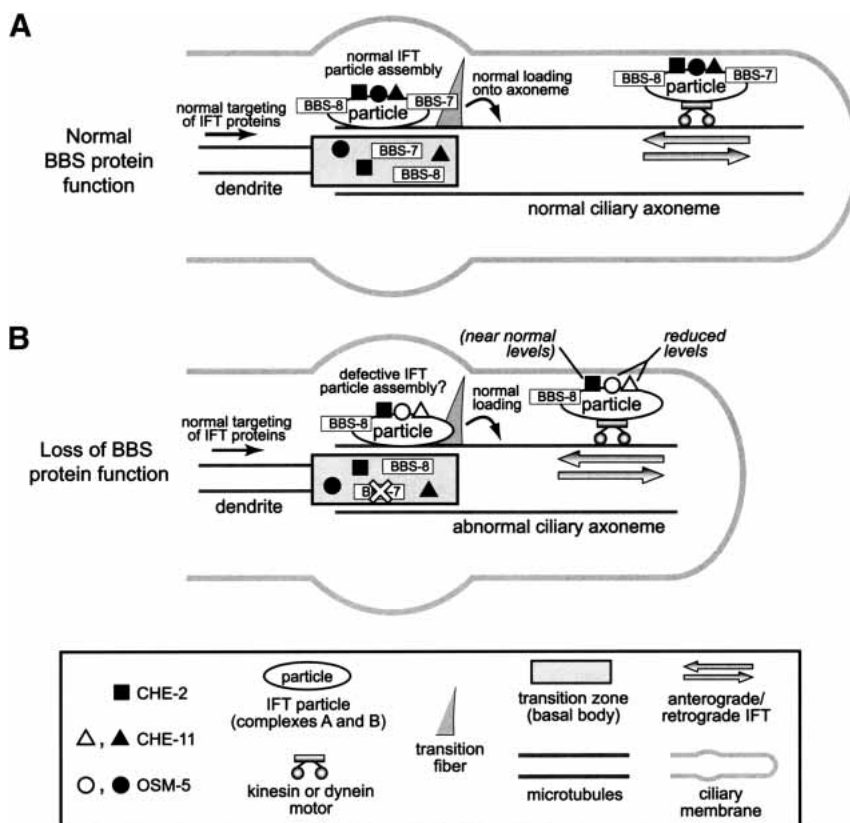 A
normal IFT
particle assembly
normal loading
onto axoneme
BBS-8
BBS-7
particle
BBS-8
BBS-7
particle
normal targeting
of IFT proteins
Normal
BBS protein
function
BBS-7
BBS-8
dendrite
normal ciliary axoneme
B
(near normal
levels)
reduced
levels
defective IFT
particle assembly?
normal
loading
BBS-8
particle
BBS-8
particle
normal targeting
of IFT proteins
Loss of BBS
protein function
BBS-8
B -7
dendrite
abnormal ciliary axoneme
CHE-2
particle
IFT particle
(complexes A and B)
transition zone
(basal body)
anterograde/
retrograde IFT
, CHE-11
transition
fiber
, OSM-5
kinesin or dynein
motor
microtubules
ciliary
membrane